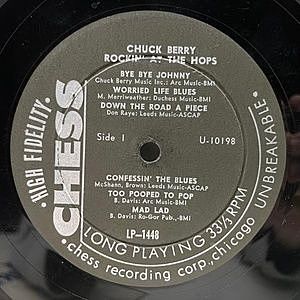 CHUCK BERRY
ROCKIN' AT THE HOPS
BYE BYE JOHNNY
Chuck Berry Music Inc.: Arc Music-BMI
WORRIED LIFE BLUES
M. Merriweather: Duchess Music-BMI
DOWN THE ROAD A PIECE
Don Raye: Leeds Music-ASCAP
Side 1
U-10198
CONFESSIN' THE BLUES
McShann, Brown: Leeds Music-ASCAP
TOO POOPED TO POP
B. Davis: Arc Music-BMI
MAD LAD
B. Davis: Ro-Gor Pub.,-BMI
LP-1448
• HIGH FIDELITY •
CHESS
LONG PLAYING 33⅓ RPM
UNBREAKABLE •
• chess recording corp., chicago